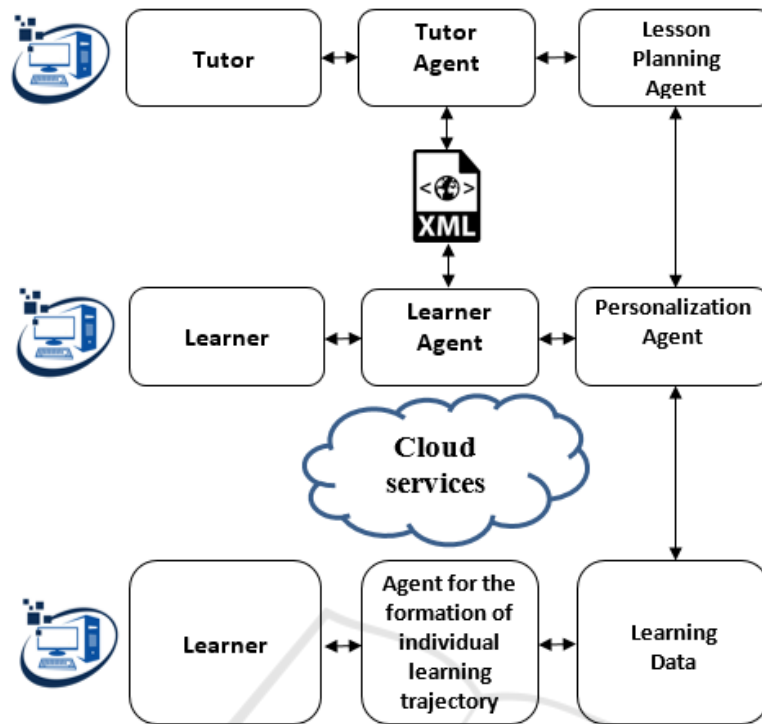 Tutor
Tutor
Agent
Lesson
Planning
Agent
<>
XML
Learner
Learner
Agent
Personalization
Agent
Cloud
services
Learner
Agent for the
formation of
individual
learning
trajectory
Learning
Data